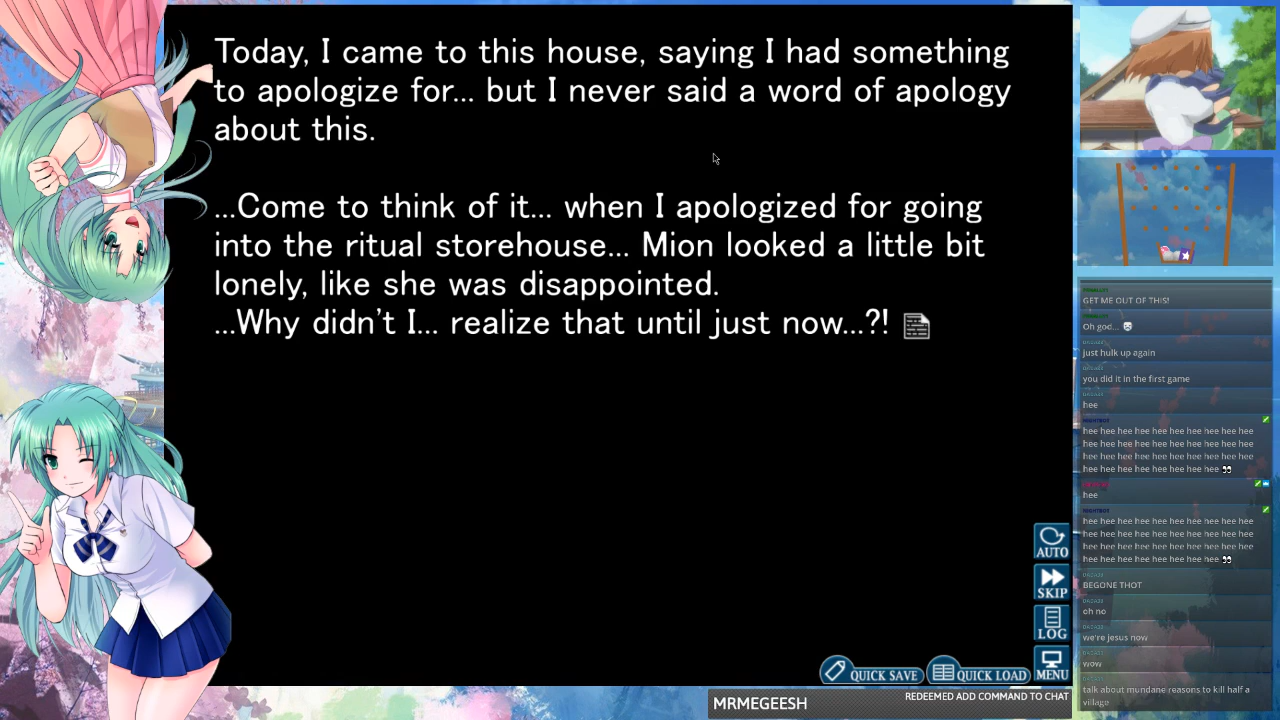 Today, I came to this house, saying I had something
to apologize for... but I never said a word of apology
about this.
...Come to think of it... when I apologized for going
into the ritual storehouse... Mion looked a little bit
lonely, like she was disappointed.
...Why didn't I... realize that until just now...?!
AUTO
SKIP
LOG
MENU
QUICK SAVE
QUICK LOAD
MRMEGEESH
REDEEMED ADD COMMAND TO CHAT
GET ME OUT OF THIS!
Oh god...
just hulk up again
you did it in the first game
hee
NIGHTBOT
hee hee hee hee hee hee hee hee hee hee
hee hee hee hee hee hee hee hee hee hee
hee hee hee hee hee hee hee hee hee hee
hee hee hee hee hee hee hee hee
hee
NIGHTBOT
hee hee hee hee hee hee hee hee hee hee
hee hee hee hee hee hee hee hee hee hee
hee hee hee hee hee hee hee hee hee hee
hee hee hee hee hee hee hee hee
BEGONE THOT
oh no
we're jesus now
wow
talk about mundane reasons to kill half a
village